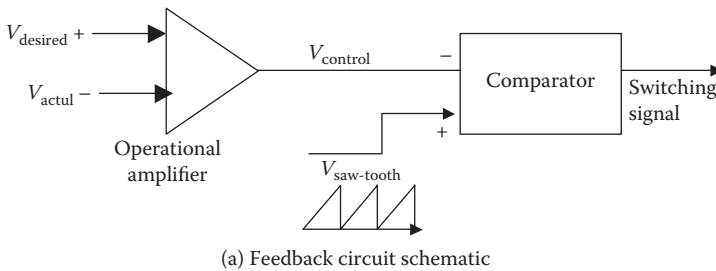 V_desired +
V_actul −
Operational
amplifier
V_control
−
+
V_saw-tooth
Comparator
Switching
signal
(a) Feedback circuit schematic